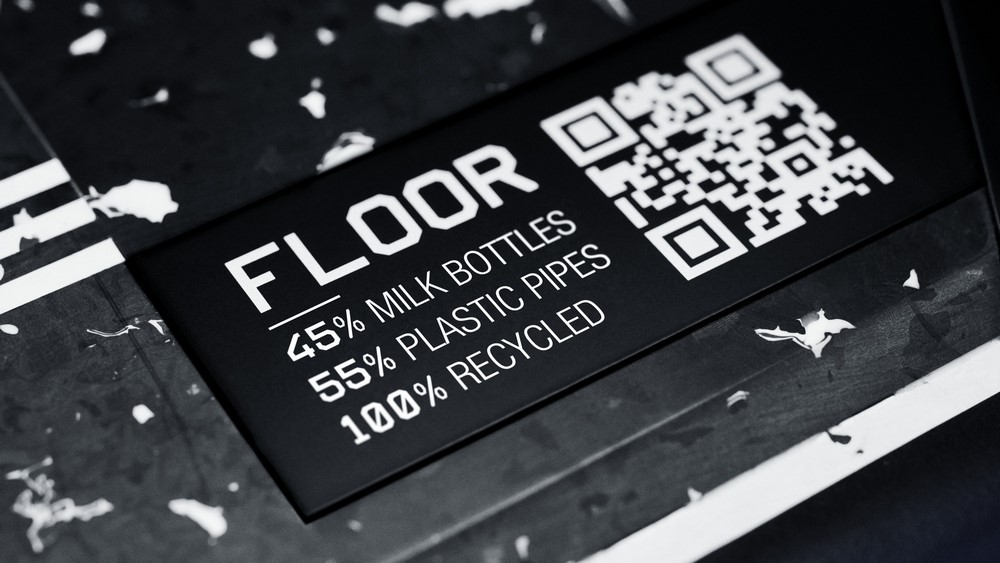 FLOOR
45% MILK BOTTLES
55% PLASTIC PIPES
100% RECYCLED